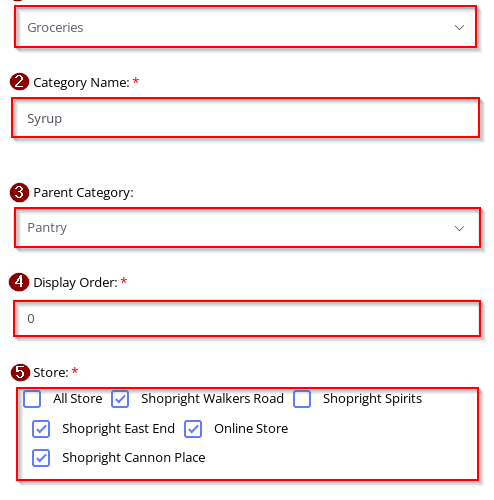 Groceries
2 Category Name: *
Syrup
3 Parent Category:
Pantry
4 Display Order: *
0
5 Store: *
All Store Shopright Walkers Road Shopright Spirits
Shopright East End Online Store
Shopright Cannon Place